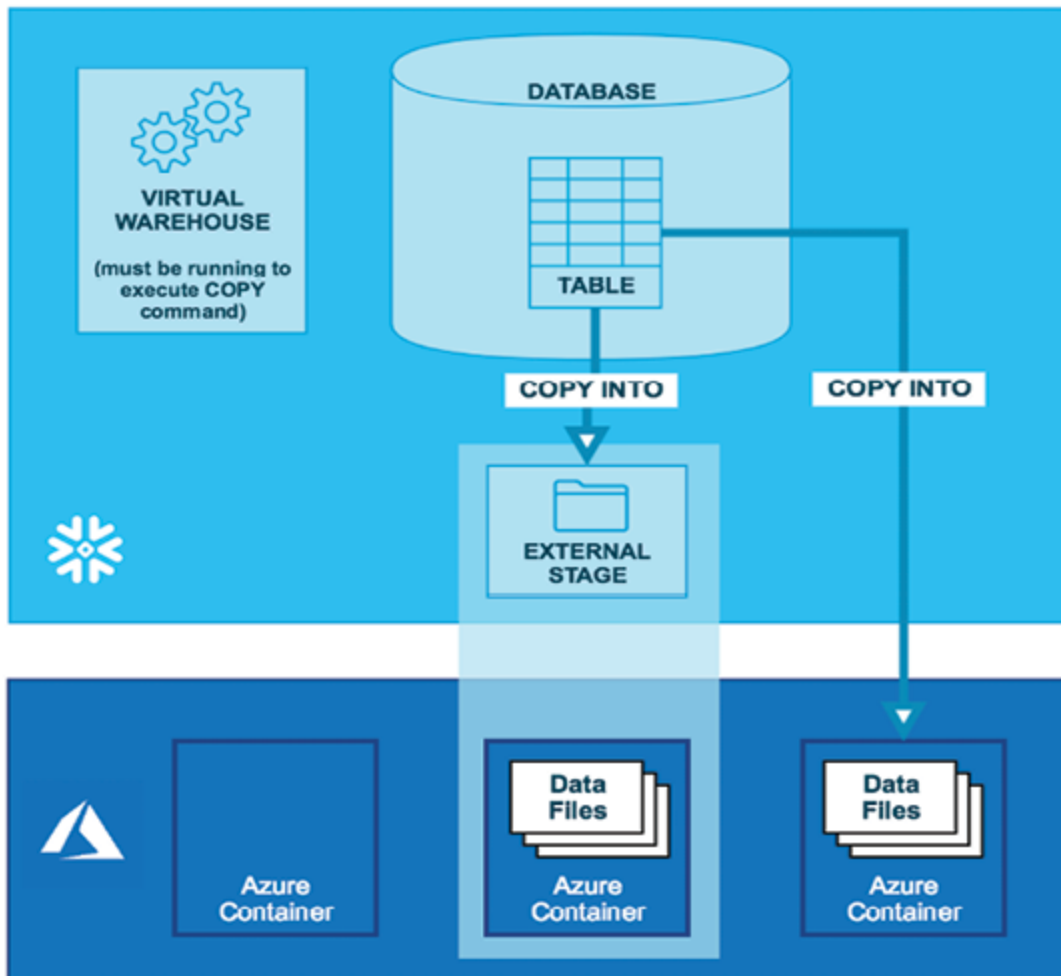 DATABASE
VIRTUAL
WAREHOUSE
(must be running to
execute COPY
command)
TABLE
COPY INTO
COPY INTO
EXTERNAL
STAGE
Azure
Container
Data
Files
Azure
Container
Data
Files
Azure
Container